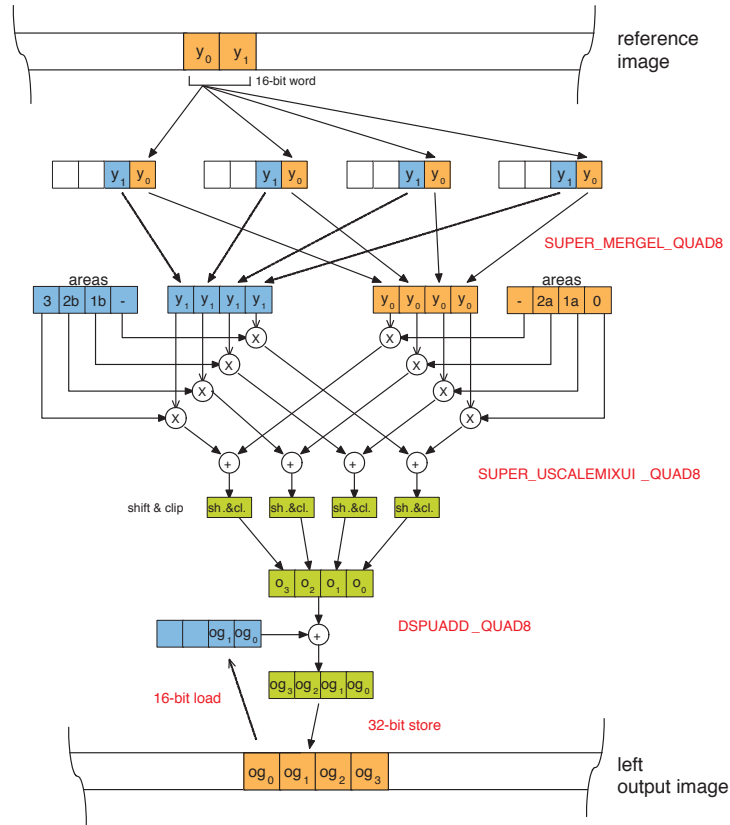 y0 y1
reference
image
16-bit word
y1 y0 y1 y0 y1 y0 y1 y0
SUPER_MERGEL_QUAD8
areas areas
3 2b 1b - y1 y1 y1 y1 y0 y0 y0 y0 - 2a 1a 0
x x
x x
x x
x x
+ + + +
SUPER_USCALEMIXUI _QUAD8
shift & clip sh.&cl. sh.&cl. sh.&cl. sh.&cl.
o3 o2 o1 o0
DSPUADD _QUAD8
og1 og0 +
og3 og2 og1 og0
16-bit load
32-bit store
og0 og1 og2 og3
left
output image